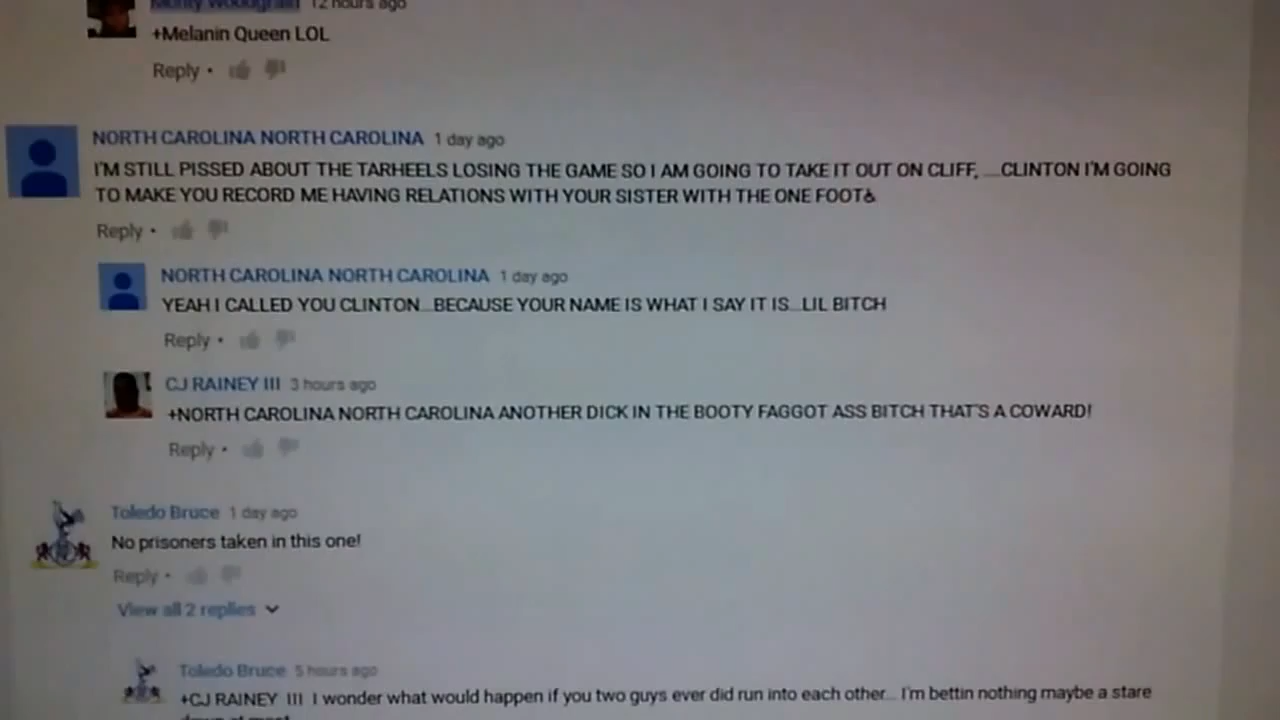 Monty Woodgrain 12 hours ago
+Melanin Queen LOL
Reply •
NORTH CAROLINA NORTH CAROLINA 1 day ago
I'M STILL PISSED ABOUT THE TARHEELS LOSING THE GAME SO I AM GOING TO TAKE IT OUT ON CLIFF, ....CLINTON I'M GOING
TO MAKE YOU RECORD ME HAVING RELATIONS WITH YOUR SISTER WITH THE ONE FOOT♿
Reply •
NORTH CAROLINA NORTH CAROLINA 1 day ago
YEAH I CALLED YOU CLINTON...BECAUSE YOUR NAME IS WHAT I SAY IT IS...LIL BITCH
Reply •
CJ RAINEY III 3 hours ago
+NORTH CAROLINA NORTH CAROLINA ANOTHER DICK IN THE BOOTY FAGGOT ASS BITCH THAT'S A COWARD!
Reply •
Toledo Bruce 1 day ago
No prisoners taken in this one!
Reply •
View all 2 replies
Toledo Bruce 5 hours ago
+CJ RAINEY III I wonder what would happen if you two guys ever did run into each other... I'm bettin nothing maybe a stare